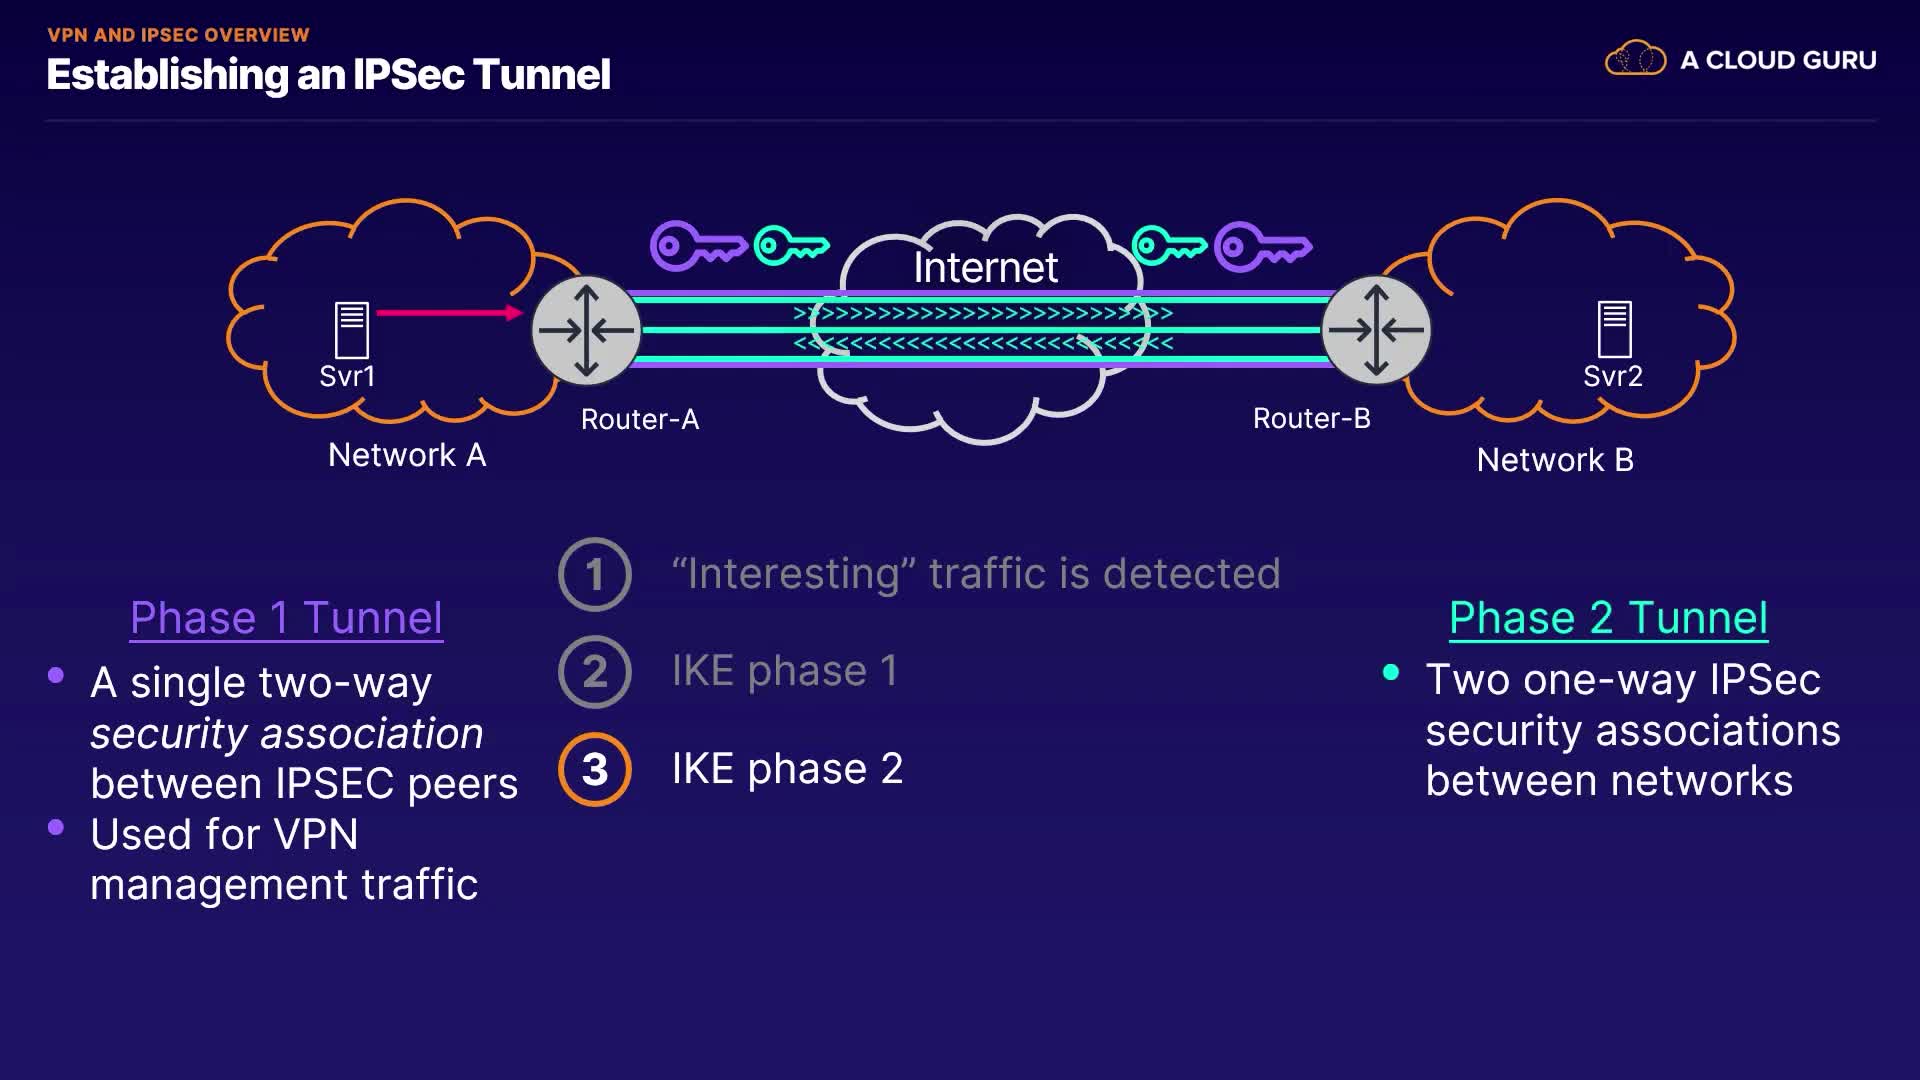 VPN AND IPSEC OVERVIEW
Establishing an IPSec Tunnel
A CLOUD GURU
Internet
>>>>>>>>>>>>>>>>>>>>>>>>>>>
<<<<<<<<<<<<<<<<<<<<<<<<<<<
Svr1
Svr2
Router-A
Router-B
Network A
Network B
1 “Interesting” traffic is detected
2 IKE phase 1
3 IKE phase 2
Phase 1 Tunnel
• A single two-way
security association
between IPSEC peers
• Used for VPN
management traffic
Phase 2 Tunnel
• Two one-way IPSec
security associations
between networks